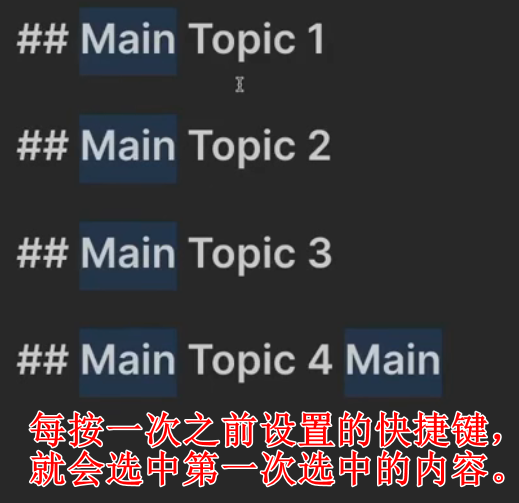 ## Main Topic 1
## Main Topic 2
## Main Topic 3
## Main Topic 4 Main
每按一次之前设置的快捷键，
就会选中第一次选中的内容。